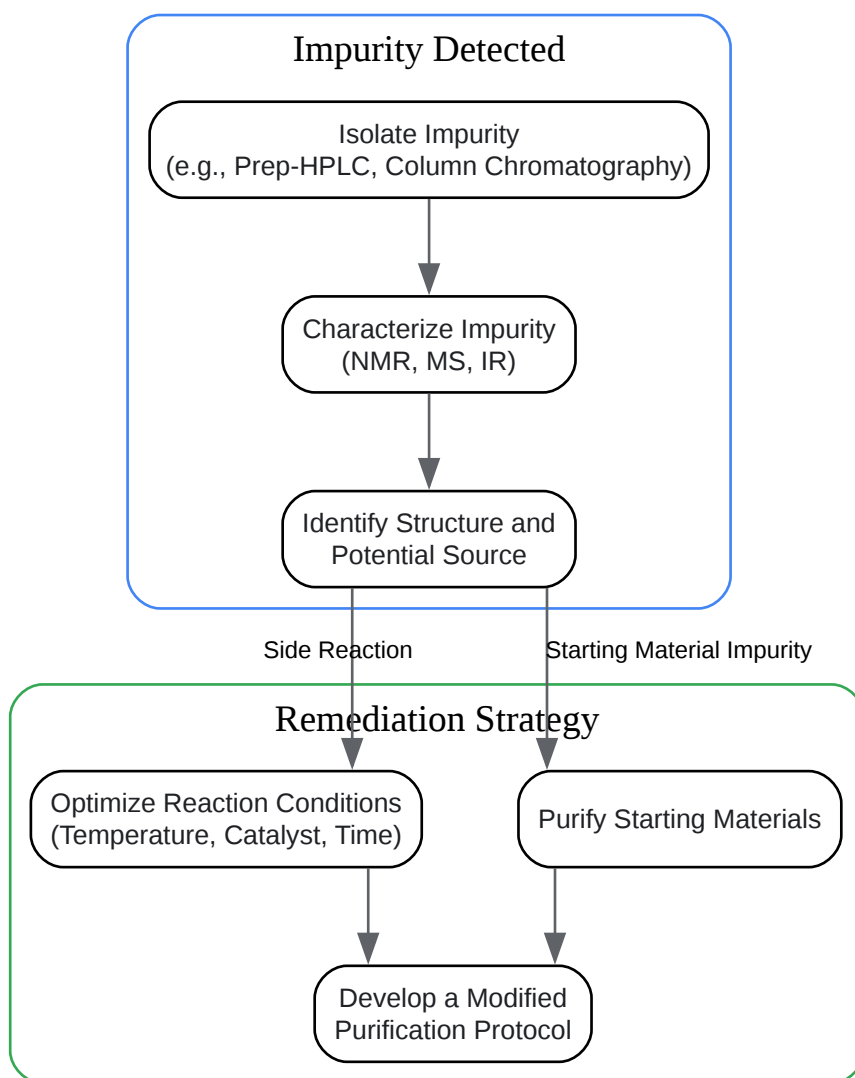 Impurity Detected
Isolate Impurity
(e.g., Prep-HPLC, Column Chromatography)
Characterize Impurity
(NMR, MS, IR)
Identify Structure and
Potential Source
Side Reaction
Starting Material Impurity
Remediation Strategy
Optimize Reaction Conditions
(Temperature, Catalyst, Time)
Purify Starting Materials
Develop a Modified
Purification Protocol